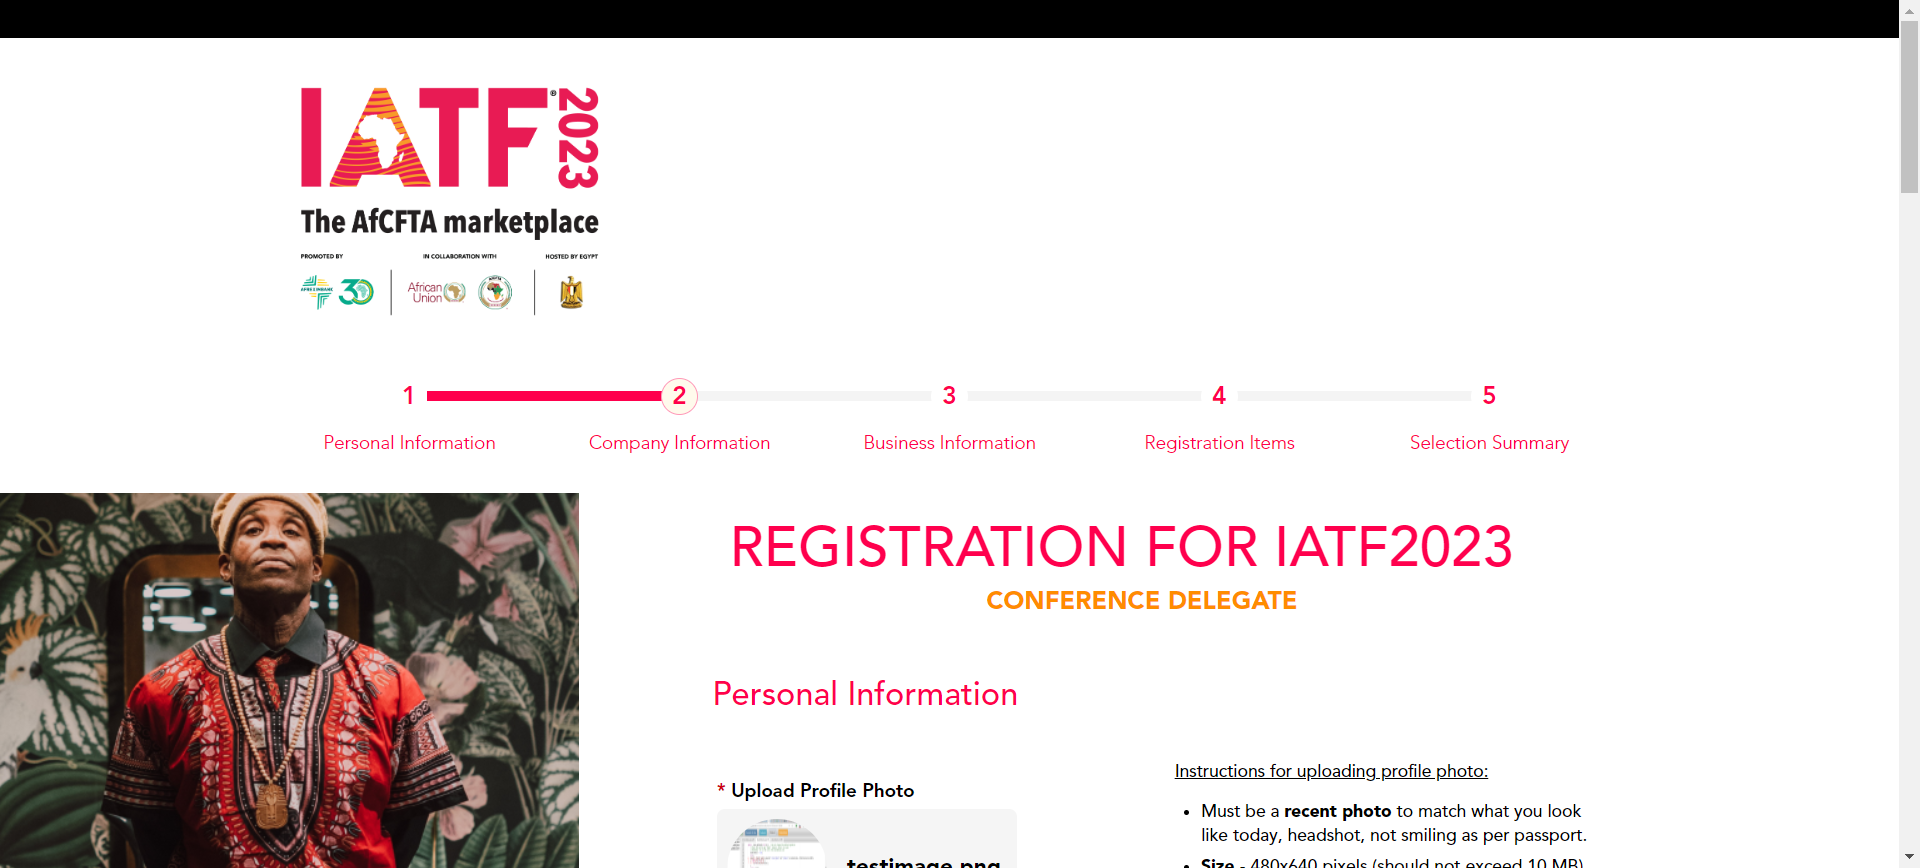 IATF® 2023
The AfCFTA marketplace
PROMOTED BY
IN COLLABORATION WITH
HOSTED BY EGYPT
AFREXIMBANK
30
African
Union
1
2
3
4
5
Personal Information
Company Information
Business Information
Registration Items
Selection Summary
REGISTRATION FOR IATF2023
CONFERENCE DELEGATE
Personal Information
* Upload Profile Photo
testimage.png
Instructions for uploading profile photo:
• Must be a recent photo to match what you look
like today, headshot, not smiling as per passport.
• Size - 480x640 pixels (should not exceed 10 MB)